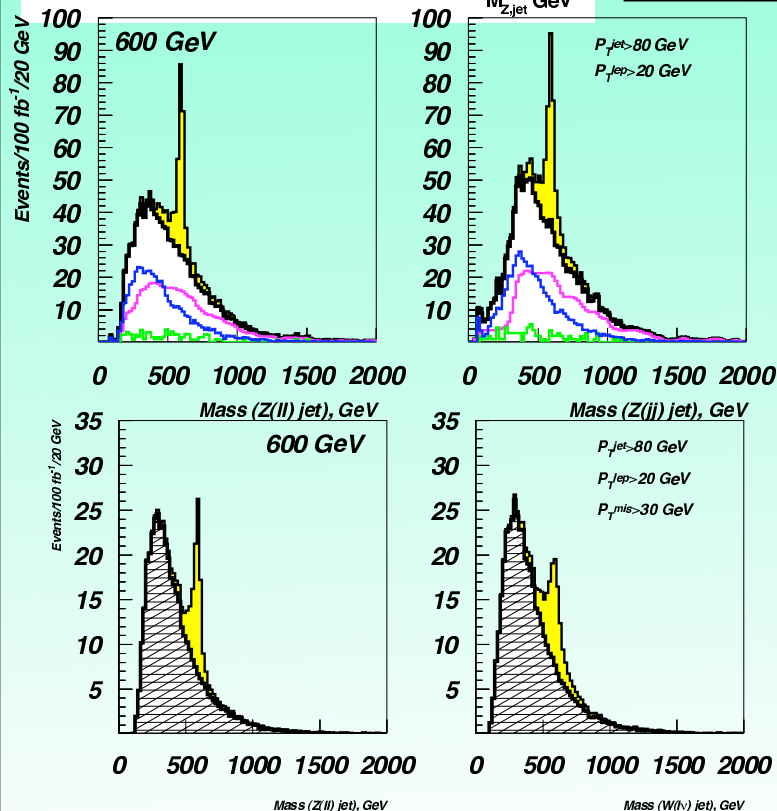 M_Z,jet GeV
Events/100 fb^-1/20 GeV
100
90
80
70
60
50
40
30
20
10
600 GeV
0 500 1000 1500 2000
Mass (Z(ll) jet), GeV
100
90
80
70
60
50
40
30
20
10
P_T^jet>80 GeV
P_T^lep>20 GeV
0 500 1000 1500 2000
Mass (Z(jj) jet), GeV
Events/100 fb^-1/20 GeV
35
30
25
20
15
10
5
600 GeV
0 500 1000 1500 2000
Mass (Z(ll) jet), GeV
35
30
25
20
15
10
5
P_T^jet>80 GeV
P_T^lep>20 GeV
P_T^mis>30 GeV
0 500 1000 1500 2000
Mass (W(lν) jet), GeV